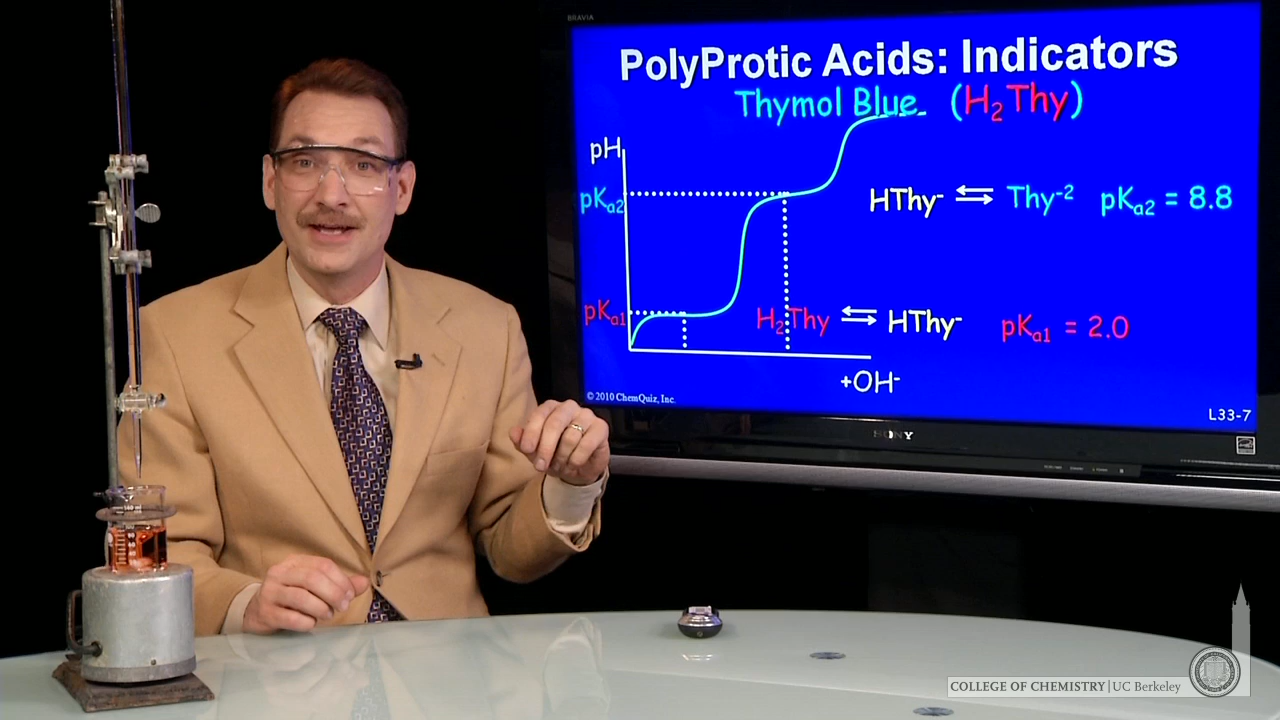 BRAVIA
PolyProtic Acids: Indicators
Thymol Blue (H₂Thy)
pH
pKa2
HThy⁻ ⇌ Thy⁻² pKa2 = 8.8
pKa1
H₂Thy ⇌ HThy⁻ pKa1 = 2.0
+OH⁻
© 2010 ChemQuiz, Inc.
L33-7
SONY
COLLEGE OF CHEMISTRY | UC Berkeley